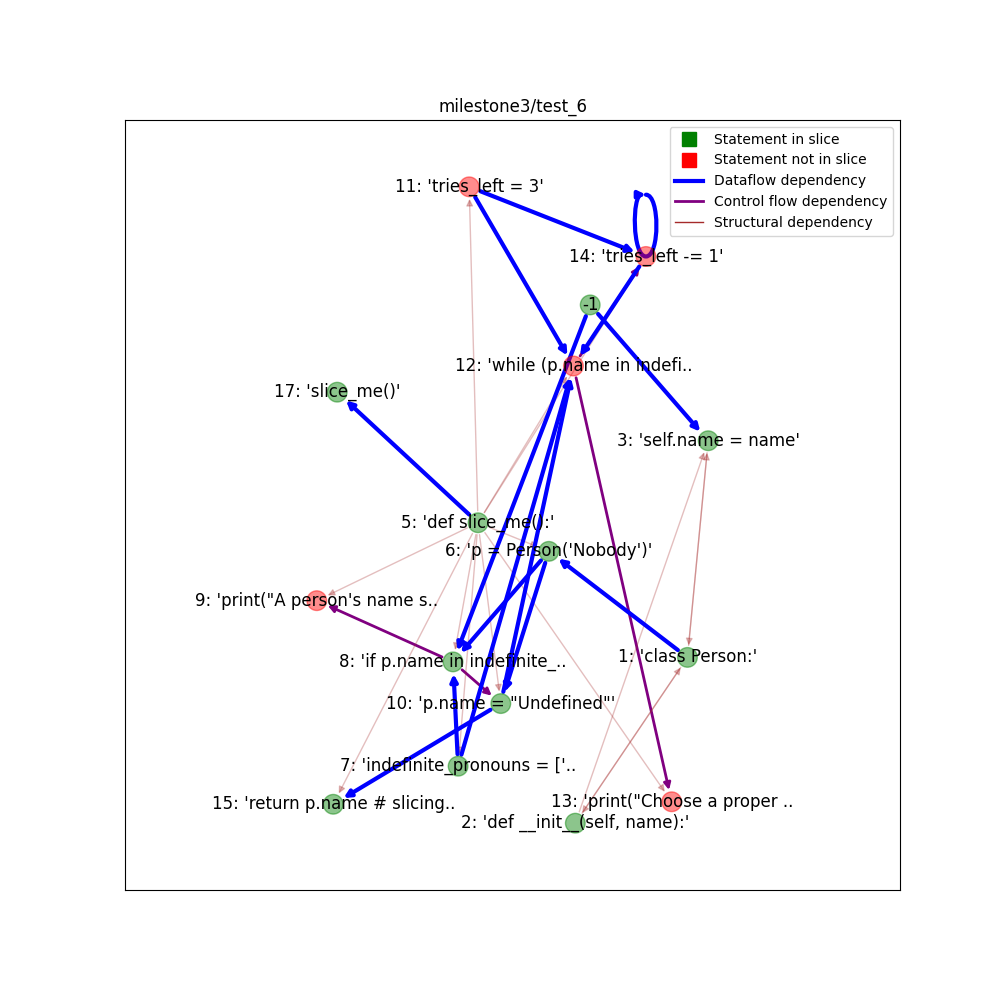 milestone3/test_6
Statement in slice
Statement not in slice
Dataflow dependency
Control flow dependency
Structural dependency
11: 'tries_left = 3'
14: 'tries_left -= 1'
-1
12: 'while (p.name in indefi..
17: 'slice_me()'
3: 'self.name = name'
5: 'def slice_me():'
6: 'p = Person('Nobody')'
9: 'print("A person's name s..
1: 'class Person:'
8: 'if p.name in indefinite_..
10: 'p.name = "Undefined"'
7: 'indefinite_pronouns = ['..
15: 'return p.name # slicing..
13: 'print("Choose a proper ..
2: 'def __init__(self, name):'